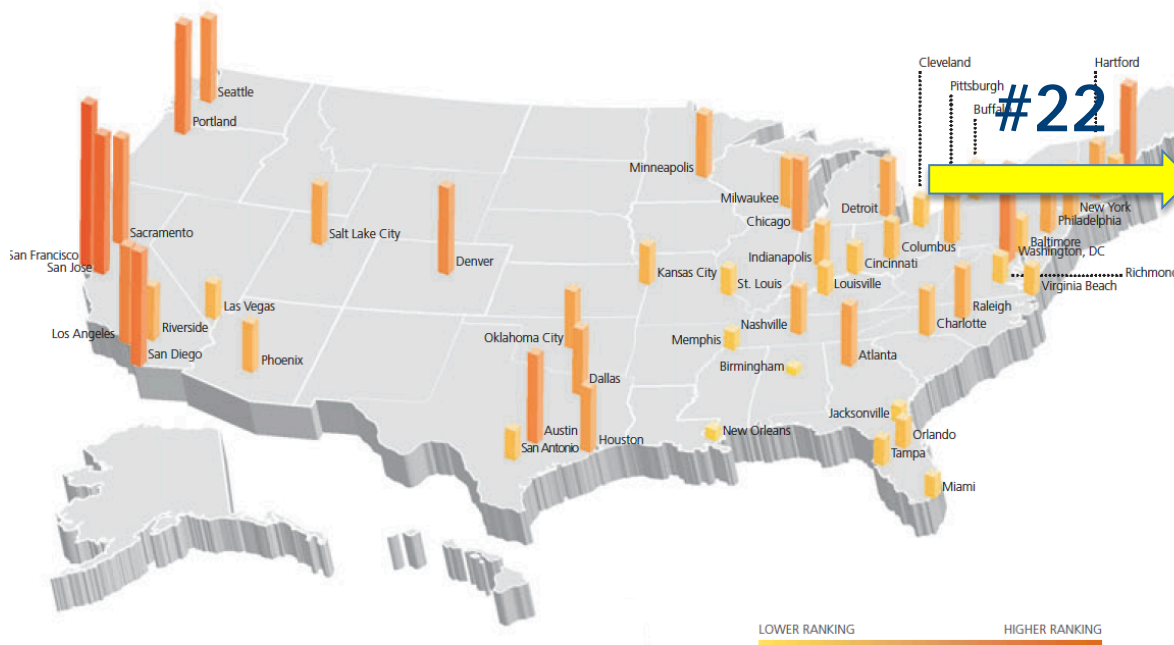 Cleveland
Hartford
Pittsburgh
#22
Buffalo
Seattle
Portland
Minneapolis
Milwaukee
Detroit
New York
Chicago
Philadelphia
Sacramento
Salt Lake City
Baltimore
Columbus
San Francisco
Washington, DC
Indianapolis
Denver
Cincinnati
San Jose
Kansas City
Richmond
St. Louis
Louisville
Virginia Beach
Las Vegas
Raleigh
Nashville
Charlotte
Riverside
Los Angeles
Oklahoma City
Memphis
San Diego
Atlanta
Phoenix
Birmingham
Dallas
Jacksonville
Austin
New Orleans
Orlando
Houston
San Antonio
Tampa
Miami
LOWER RANKING
HIGHER RANKING